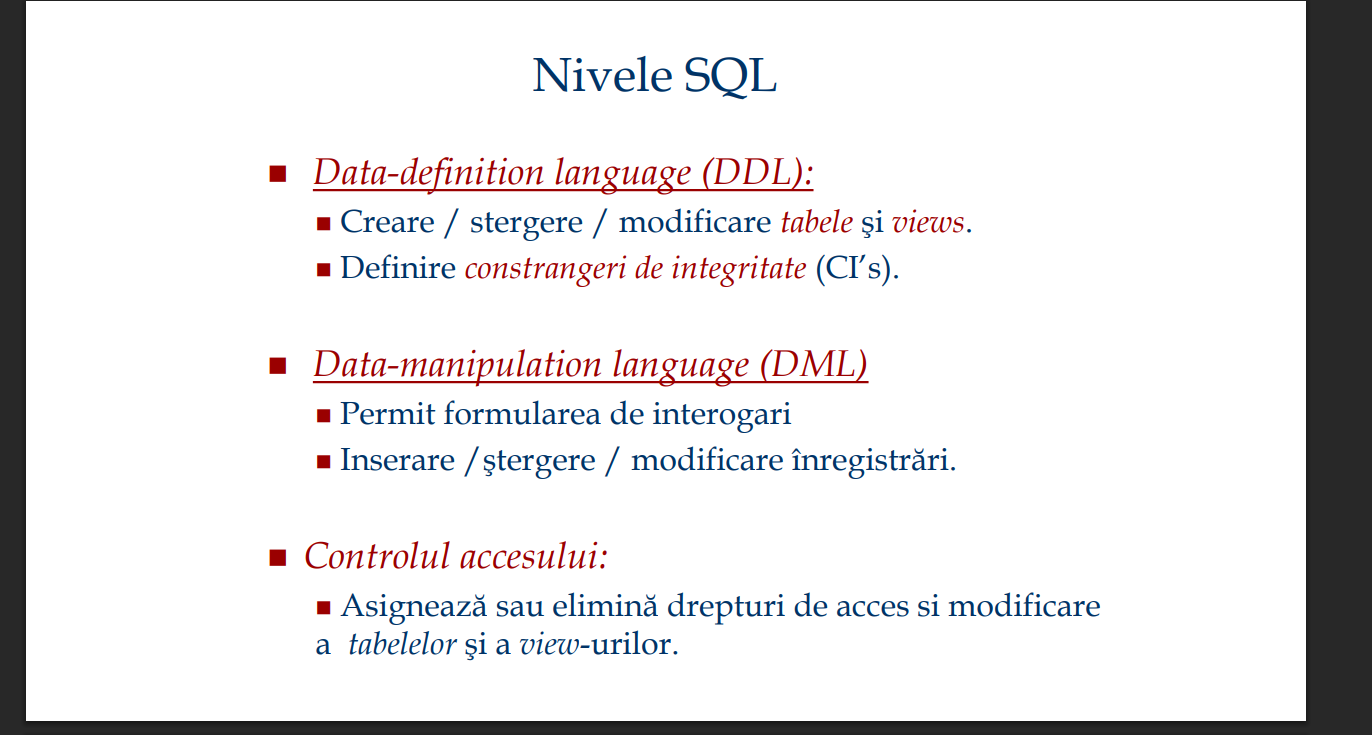 Nivele SQL
Data-definition language (DDL):
Creare / stergere / modificare tabele şi views.
Definire constrangeri de integritate (CI’s).
Data-manipulation language (DML)
Permit formularea de interogari
Inserare /ştergere / modificare înregistrări.
Controlul accesului:
Asignează sau elimină drepturi de acces si modificare
a tabelelor şi a view-urilor.